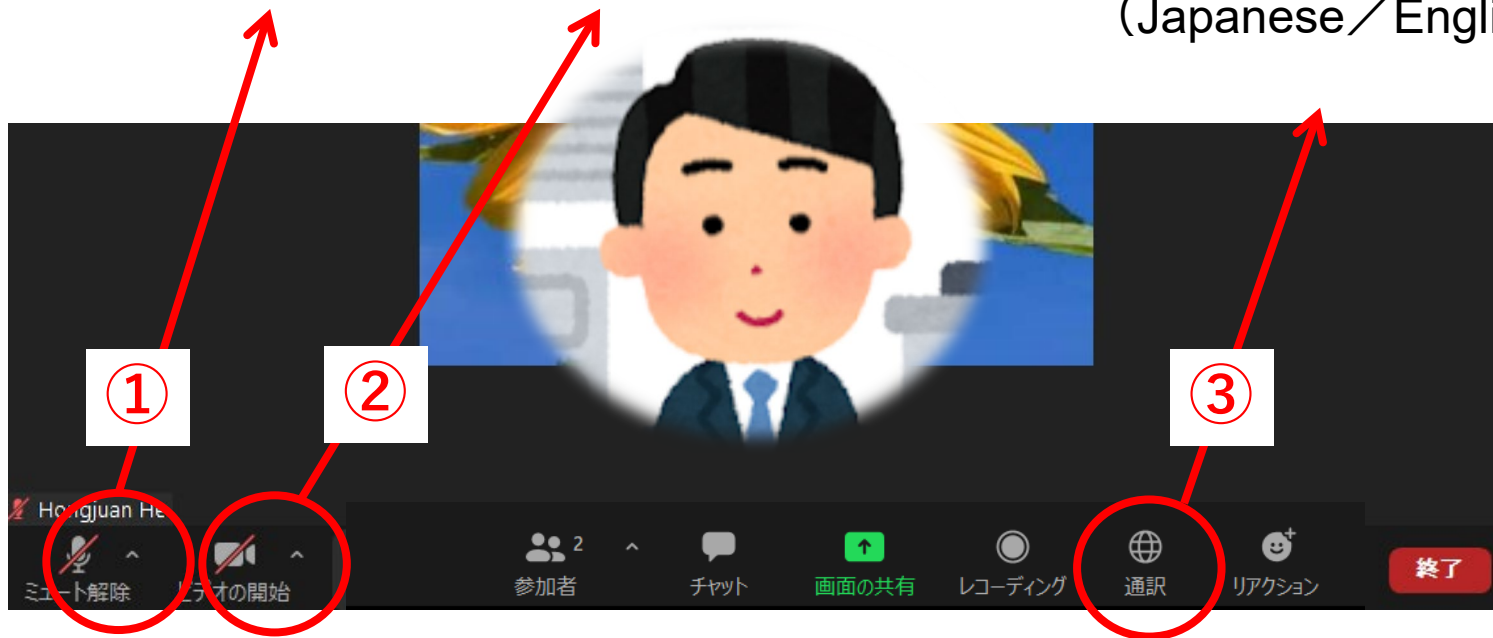 (Japanese/Engli
①
②
③
Hongjuan He
ミュート解除
ビデオの開始
2
参加者
チャット
画面の共有
レコーディング
通訳
リアクション
終了